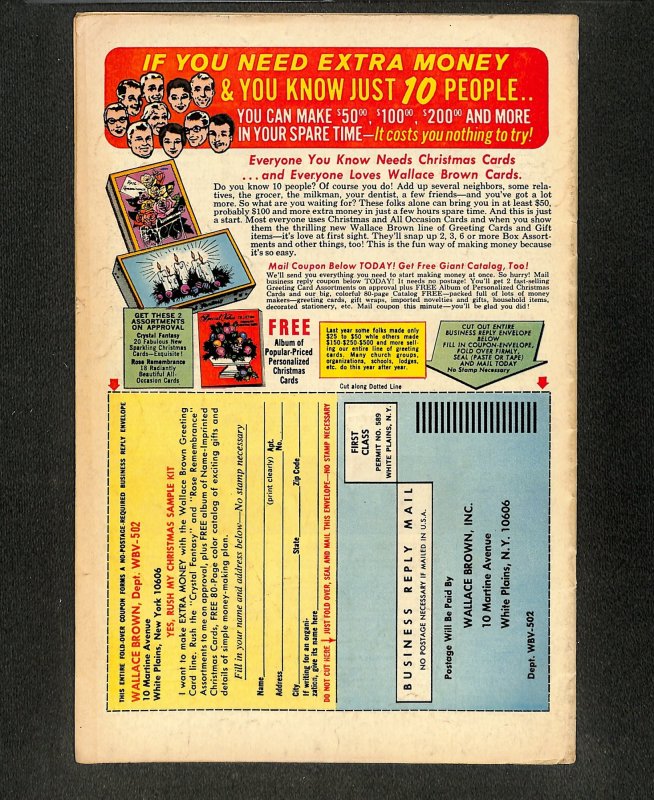 IF YOU NEED EXTRA MONEY
& YOU KNOW JUST 10 PEOPLE..
YOU CAN MAKE $50.00, $100.00, $200.00 AND MORE
IN YOUR SPARE TIME—It costs you nothing to try!
Everyone You Know Needs Christmas Cards
...and Everyone Loves Wallace Brown Cards.
Do you know 10 people? Of course you do! Add up several neighbors, some rela-
tives, the grocer, the milkman, your dentist, a few friends—and you've got a lot
more. So what are you waiting for? These folks alone can bring you in at least $50,
probably $100 and more extra money in just a few hours spare time. And this is just
a start. Most everyone uses Christmas and All Occasion Cards and when you show
them the thrilling new Wallace Brown line of Greeting Cards and Gift
items—it's love at first sight. They'll snap up 2, 3, 6 or more Box Assort-
ments and other things, too! This is the fun way of making money because
it's so easy.
Mail Coupon Below TODAY! Get Free Giant Catalog, Too!
We'll send you everything you need to start making money at once. So hurry! Mail
business reply coupon below TODAY! It needs no postage! You'll get 2 fast-selling
Greeting Card Assortments on approval plus FREE Album of Personalized Christmas
Cards and our big, colorful 80-page Catalog FREE—packed full of lots of money
makers—greeting cards, gift wraps, imported novelties and gifts, household items,
decorated stationery, etc. Mail coupon this minute—you'll be glad you did!
GET THESE 2
ASSORTMENTS
ON APPROVAL
Crystal Fantasy
20 Fabulous New
Sparkling Christmas
Cards—Exquisite!
Rose Remembrance
18 Radiantly
Beautiful All-
Occasion Cards
FREE
Album of
Popular-Priced
Personalized
Christmas
Cards
Last year some folks made only
$25 to $50 while others made
$150-$250-$500 and more sell-
ing our entire line of greeting
cards. Many church groups,
organizations, schools, lodges,
etc. do this year after year.
CUT OUT ENTIRE
BUSINESS REPLY ENVELOPE
BELOW
FILL IN COUPON-ENVELOPE,
FOLD OVER FIRMLY,
SEAL (PASTE OR TAPE)
AND MAIL TODAY
No Stamp Necessary
Cut along Dotted Line
THIS ENTIRE FOLD-OVER COUPON FORMS A NO-POSTAGE-REQUIRED BUSINESS REPLY ENVELOPE
WALLACE BROWN, Dept. WBV-502
10 Martine Avenue
White Plains, New York 10606
YES, RUSH MY CHRISTMAS SAMPLE KIT
I want to make EXTRA MONEY with the Wallace Brown Greeting
Card line. Rush the "Crystal Fantasy" and "Rose Remembrance"
Assortments to me on approval, plus FREE album of Name-Imprinted
Christmas Cards, FREE 80-Page color catalog of exciting gifts and
details of simple money-making plan.
Fill in your name and address below—No stamp necessary
Name
(print clearly)
Address
Apt. No.
City
State
Zip Code
If writing for an organi-
zation, give its name here
DO NOT CUT HERE JUST FOLD OVER, SEAL AND MAIL THIS ENVELOPE—NO STAMP NECESSARY
FIRST
CLASS
PERMIT NO. 589
WHITE PLAINS, N.Y.
BUSINESS REPLY MAIL
NO POSTAGE NECESSARY IF MAILED IN U.S.A.
Postage Will Be Paid By
WALLACE BROWN, INC.
10 Martine Avenue
White Plains, N. Y. 10606
Dept. WBV-502